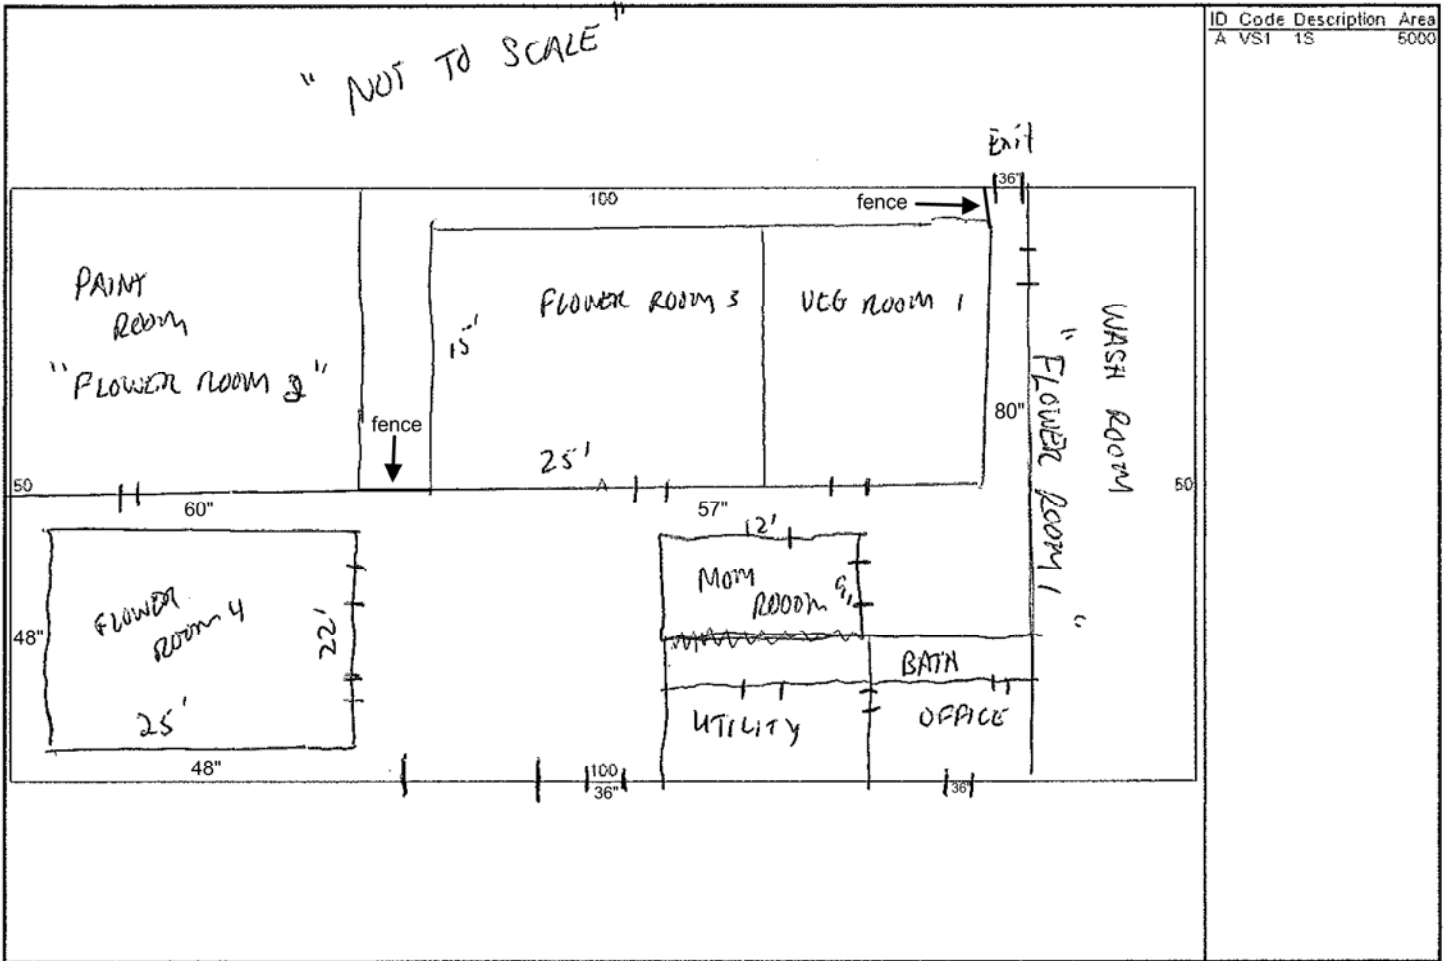 ID Code Description Area
A VS1 1S 5000
" NOT TO SCALE "
Exit
36"
100
fence
PAINT
ROOM
"FLOWER ROOM 2"
15'
FLOWER ROOM 3
VEG ROOM 1
WASH ROOM
"FLOWER ROOM 1"
80"
fence
25'
A
50
60"
57"
50
12'
MOM
ROOOM
9'
FLOWER
ROOM 4
22'
48"
25'
BATH
UTILITY
OFFICE
48"
100
36"
36"